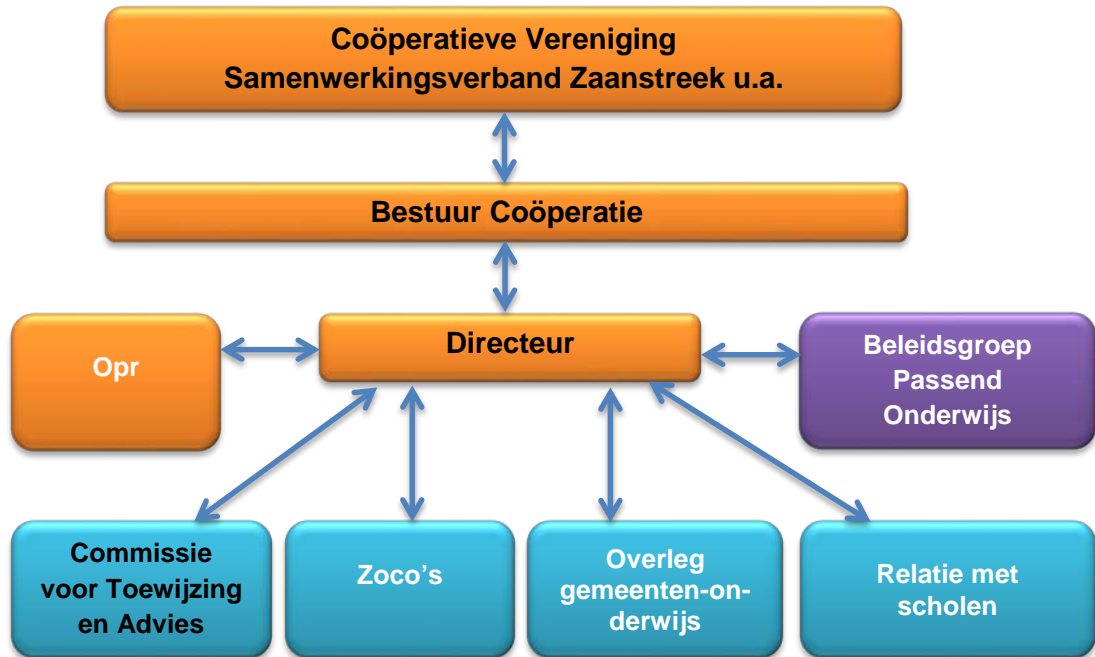 Coöperatieve Vereniging
Samenwerkingsverband Zaanstreek u.a.
Bestuur Coöperatie
Opr
Directeur
Beleidsgroep
Passend
Onderwijs
Commissie
voor Toewijzing
en Advies
Zoco's
Overleg
gemeenten-on-
derwijs
Relatie met
scholen